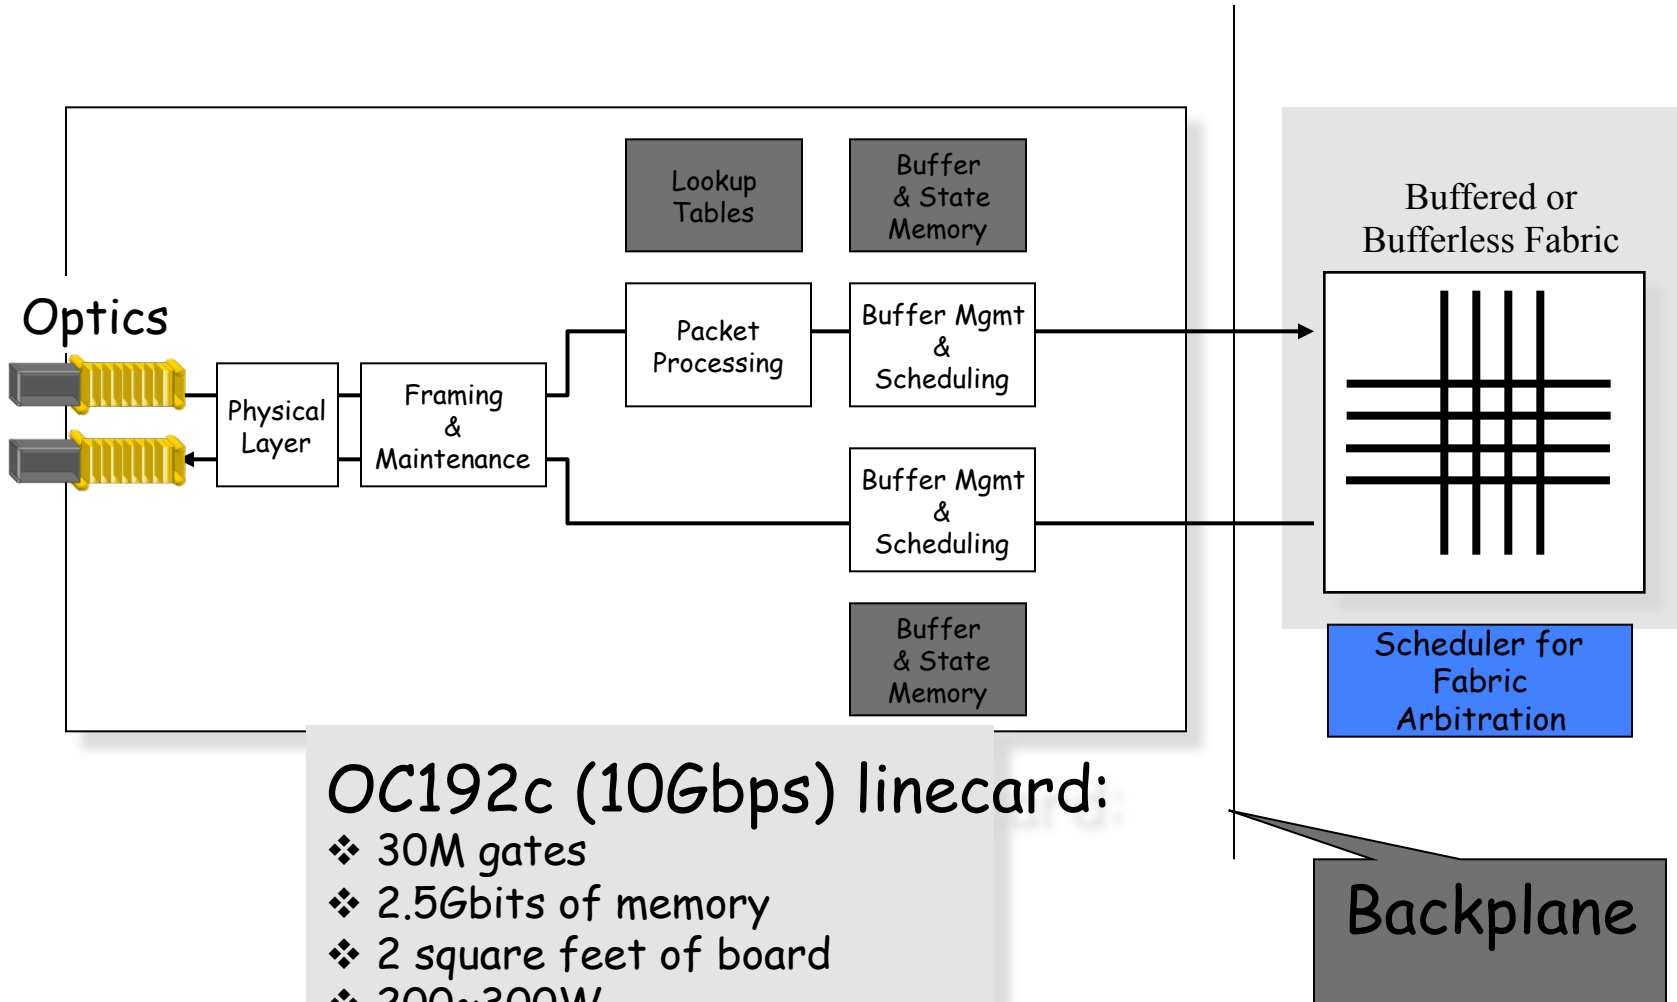 Lookup
Tables
Buffer
& State
Memory
Buffered or
Bufferless Fabric
Optics
Packet
Processing
Buffer Mgmt
&
Scheduling
Physical
Layer
Framing
&
Maintenance
Buffer Mgmt
&
Scheduling
Buffer
& State
Memory
Scheduler for
Fabric
Arbitration
OC192c (10Gbps) linecard:
❖ 30M gates
❖ 2.5Gbits of memory
❖ 2 square feet of board
❖ 200~300W
Backplane